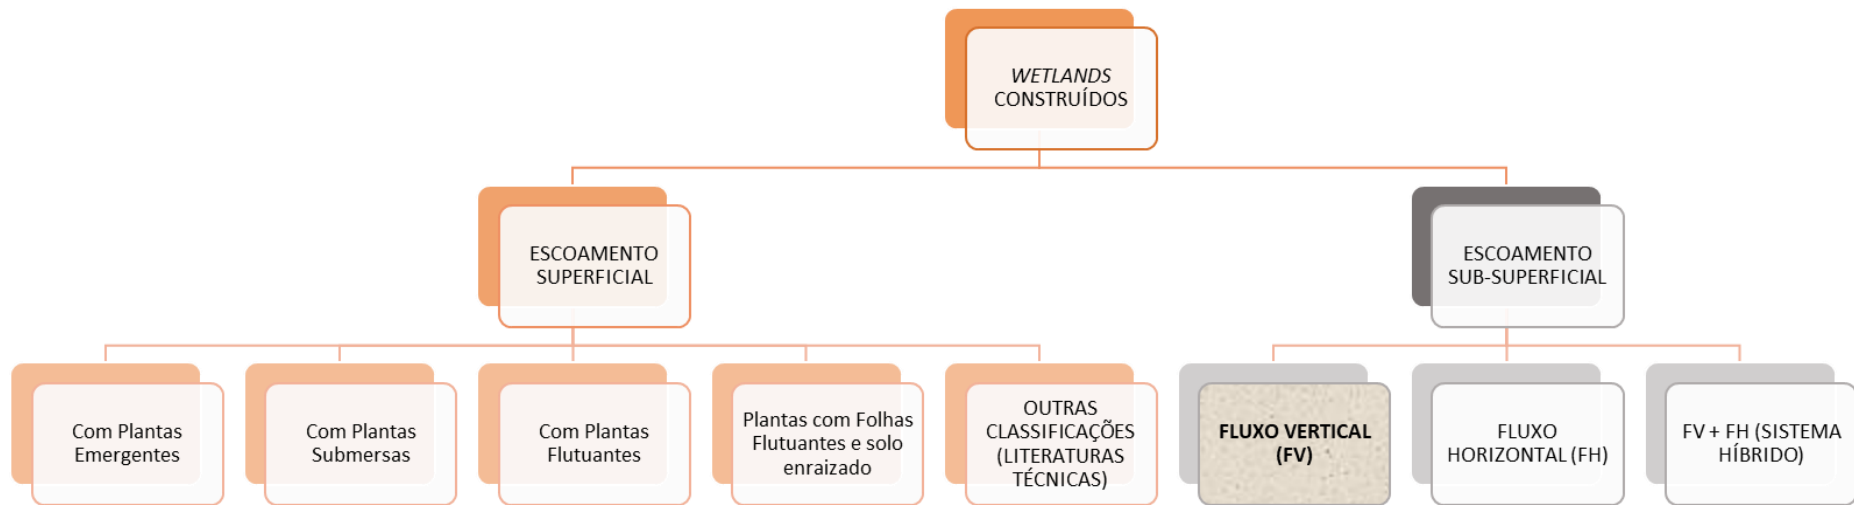 WETLANDS
CONSTRUÍDOS
ESCOAMENTO
SUPERFICIAL
ESCOAMENTO
SUB-SUPERFICIAL
Com Plantas
Emergentes
Com Plantas
Submersas
Com Plantas
Flutuantes
Plantas com Folhas
Flutuantes e solo
enraizado
OUTRAS
CLASSIFICAÇÕES
(LITERATURAS
TÉCNICAS)
FLUXO VERTICAL
(FV)
FLUXO
HORIZONTAL (FH)
FV + FH (SISTEMA
HÍBRIDO)